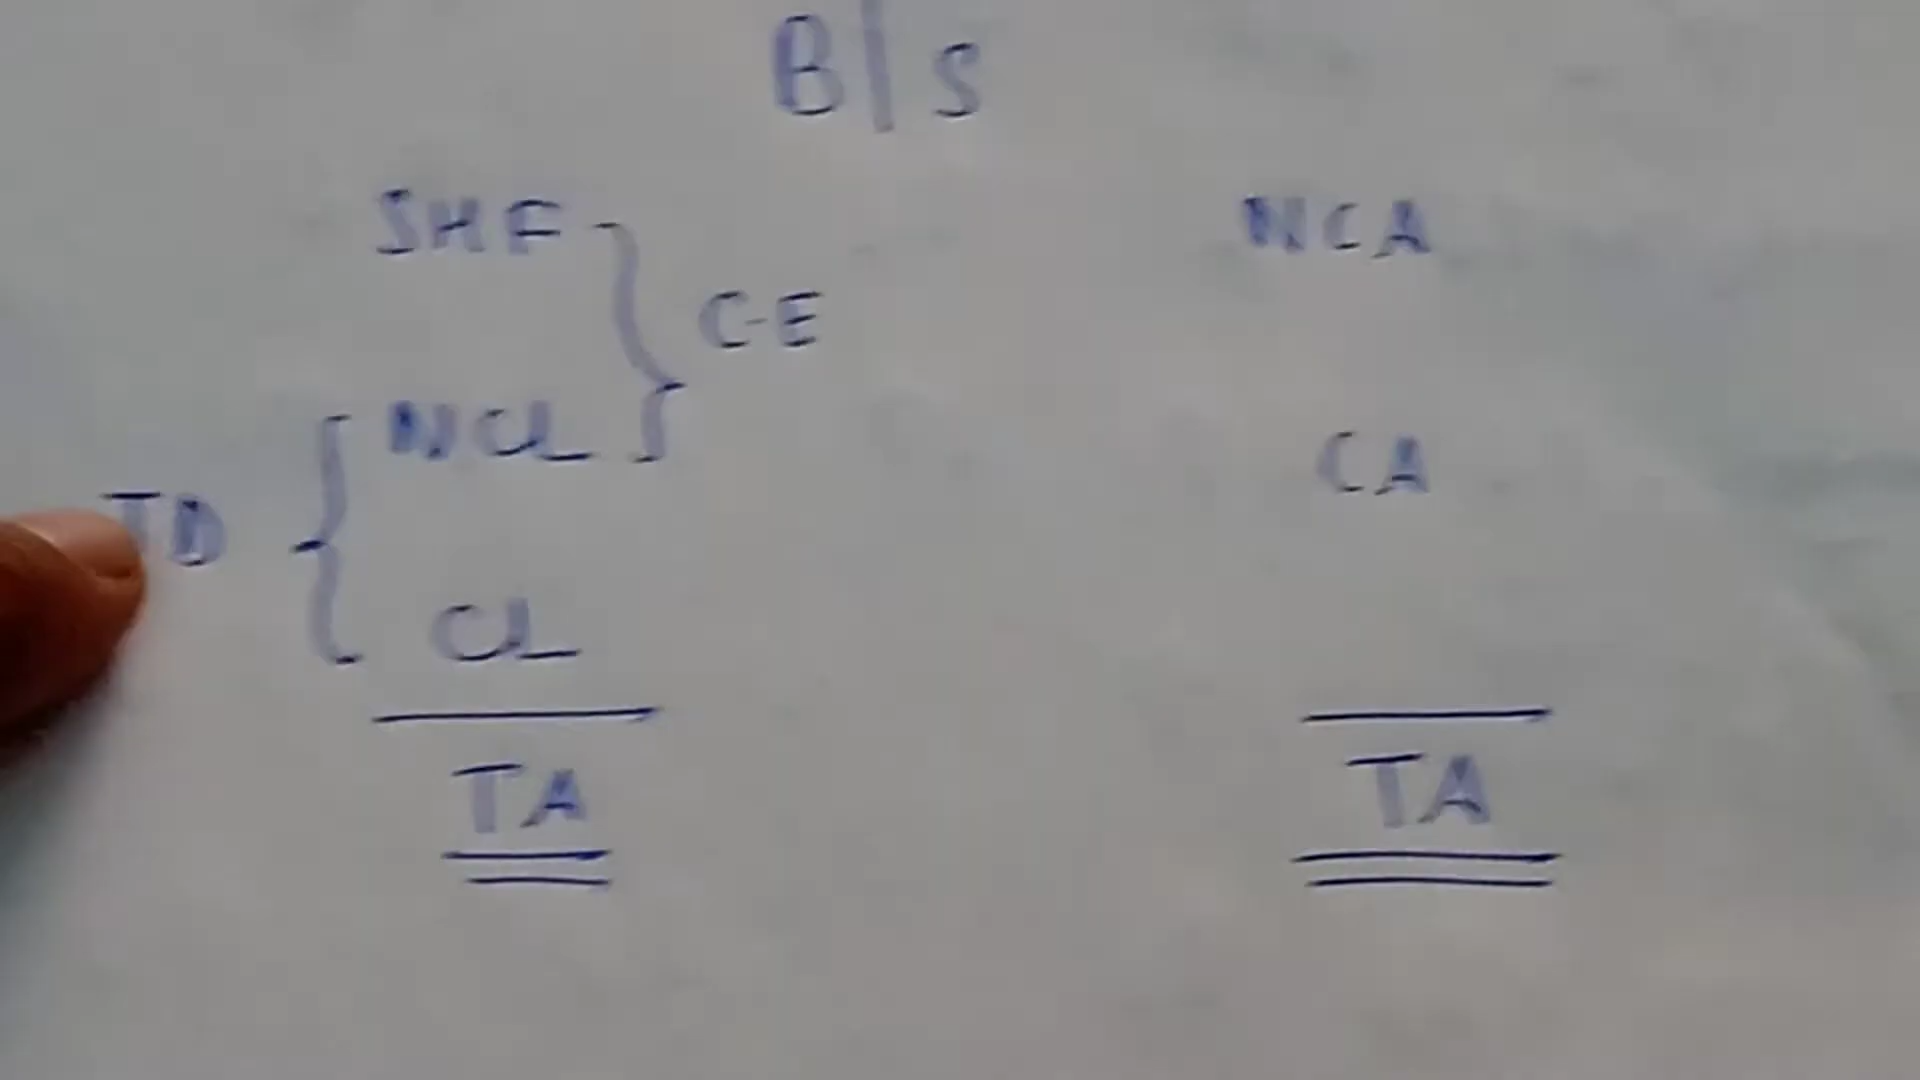 B/S
SHF NCA
C-E
NCL CA
TD
CL
TA TA